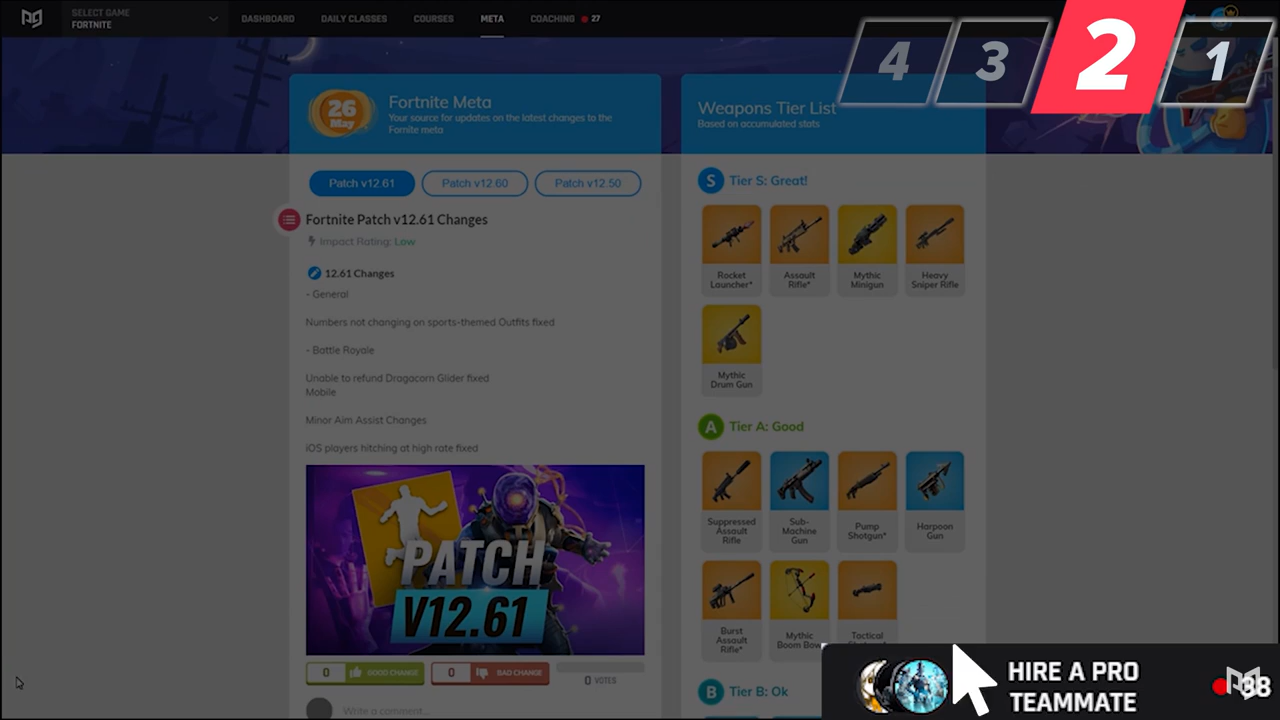 SELECT GAME
FORTNITE
DASHBOARD
DAILY CLASSES
COURSES
META
COACHING
27
4
3
2
1
26
May
Fortnite Meta
Your source for updates on the latest changes to the
Fornite meta
Patch v12.61
Patch v12.60
Patch v12.50
Fortnite Patch v12.61 Changes
Impact Rating: Low
12.61 Changes
- General
Numbers not changing on sports-themed Outfits fixed
- Battle Royale
Unable to refund Dragacorn Glider fixed
Mobile
Minor Aim Assist Changes
iOS players hitching at high rate fixed
PATCH
V12.61
0
GOOD CHANGE
0
BAD CHANGE
0 VOTES
Write a comment...
Weapons Tier List
Based on accumulated stats
S
Tier S: Great!
Rocket
Launcher*
Assault
Rifle*
Mythic
Minigun
Heavy
Sniper Rifle
Mythic
Drum Gun
A
Tier A: Good
Suppressed
Assault
Rifle
Sub-
Machine
Gun
Pump
Shotgun*
Harpoon
Gun
Burst
Assault
Rifle*
Mythic
Boom Bow
Tactical
B
Tier B: Ok
HIRE A PRO
TEAMMATE
38